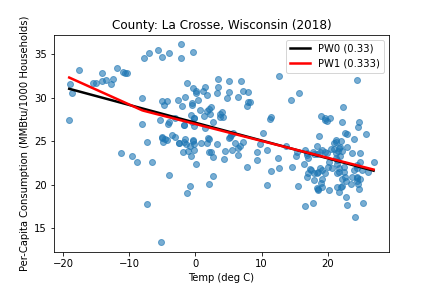 County: La Crosse, Wisconsin (2018)
Per-Capita Consumption (MMBtu/1000 Households)
35
30
25
20
15
PW0 (0.33)
PW1 (0.333)
−20 −10 0 10 20
Temp (deg C)